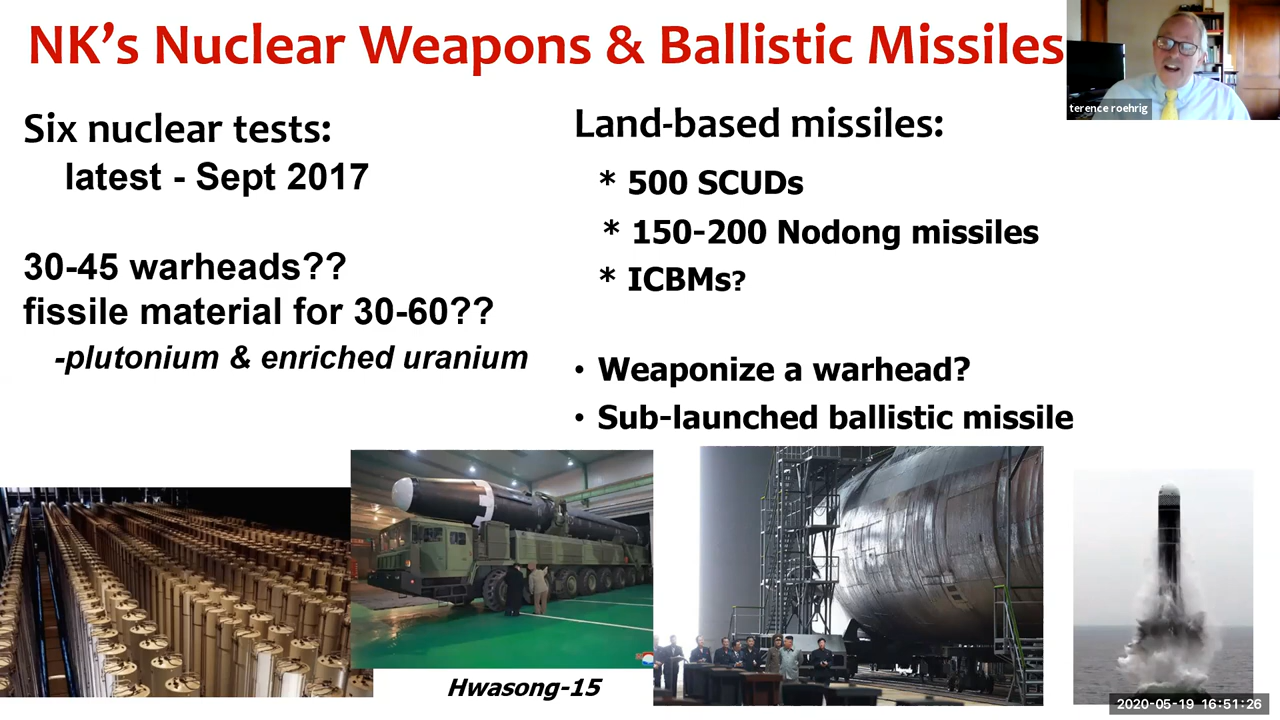 NK’s Nuclear Weapons & Ballistic Missiles
terence roehrig
Six nuclear tests:
latest - Sept 2017
30-45 warheads??
fissile material for 30-60??
-plutonium & enriched uranium
Land-based missiles:
* 500 SCUDs
* 150-200 Nodong missiles
* ICBMs?
• Weaponize a warhead?
• Sub-launched ballistic missile
Hwasong-15
2020-05-19 16:51:26